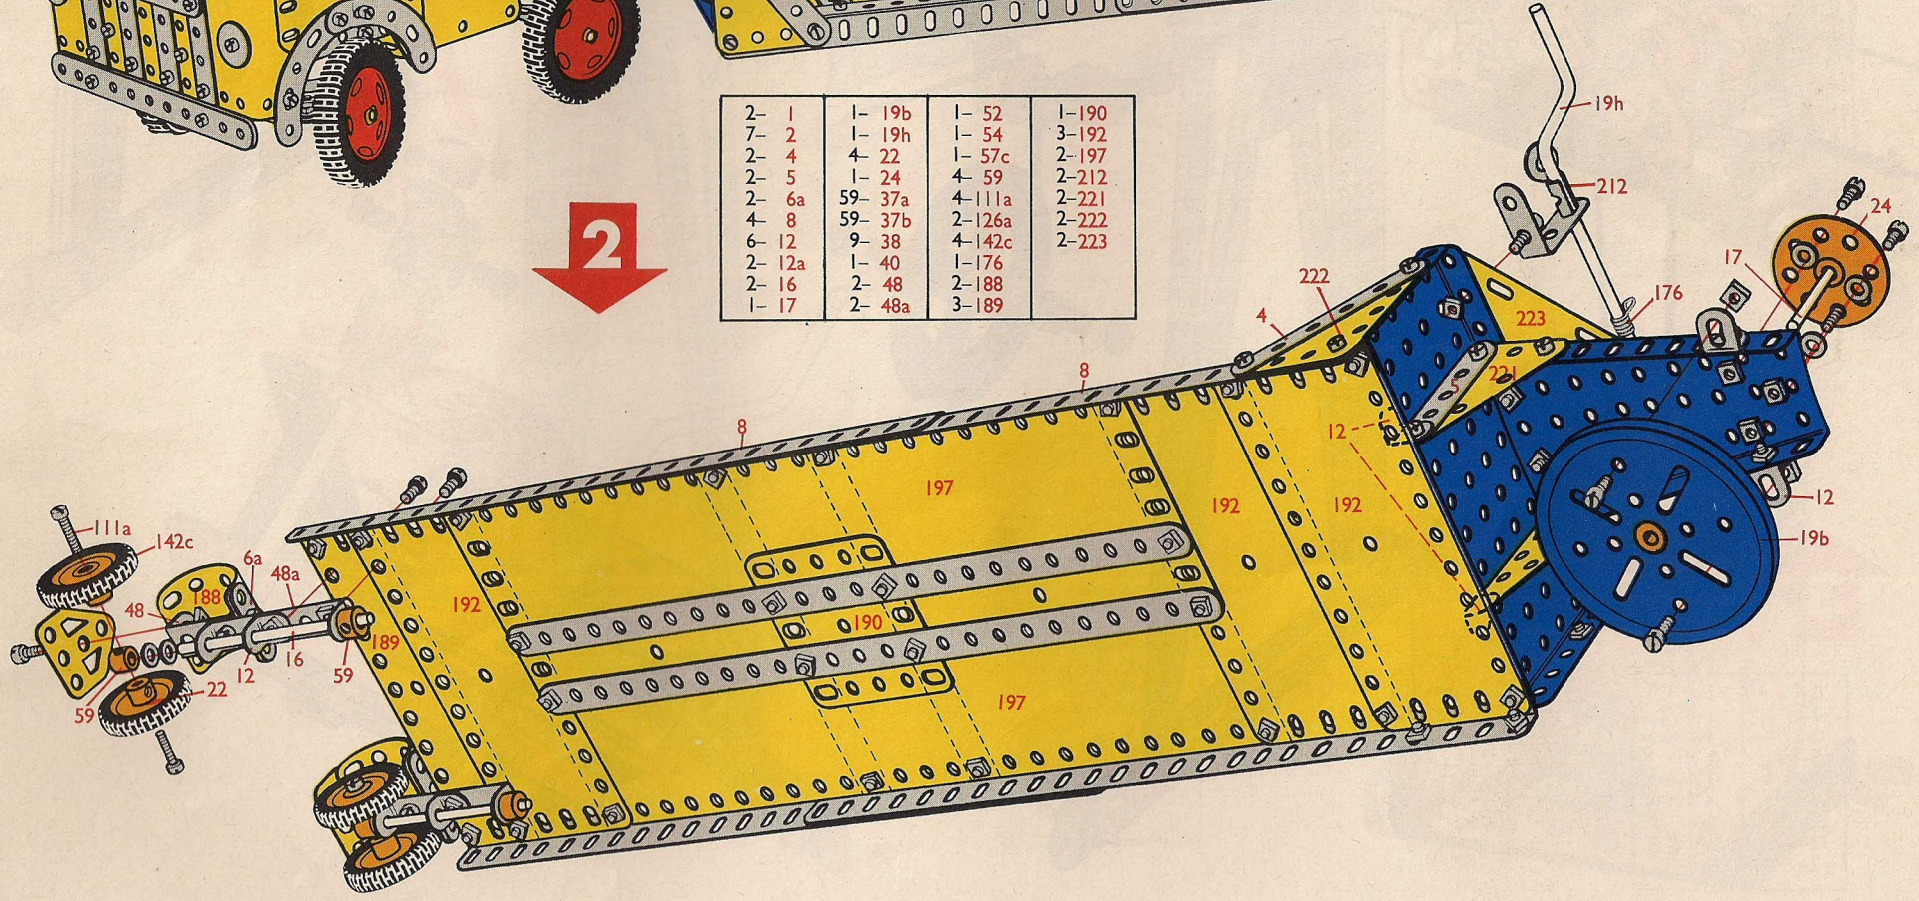 2- 1 1- 19b 1- 52 1-190
7- 2 1- 19h 1- 54 3-192
2- 4 4- 22 1- 57c 2-197
2- 5 1- 24 4- 59 2-212
2- 6a 59- 37a 4-111a 2-221
4- 8 59- 37b 2-126a 2-222
6- 12 9- 38 4-142c 2-223
2- 12a 1- 40 1-176
2- 16 2- 48 2-188
1- 17 2- 48a 3-189
2
19h
212
24
17
176
222
223
4
221
5
8
8
12
197
192
192
12
19b
111a
142c
6a
48a
188
48
192
190
189
16
12
59
22
59
197